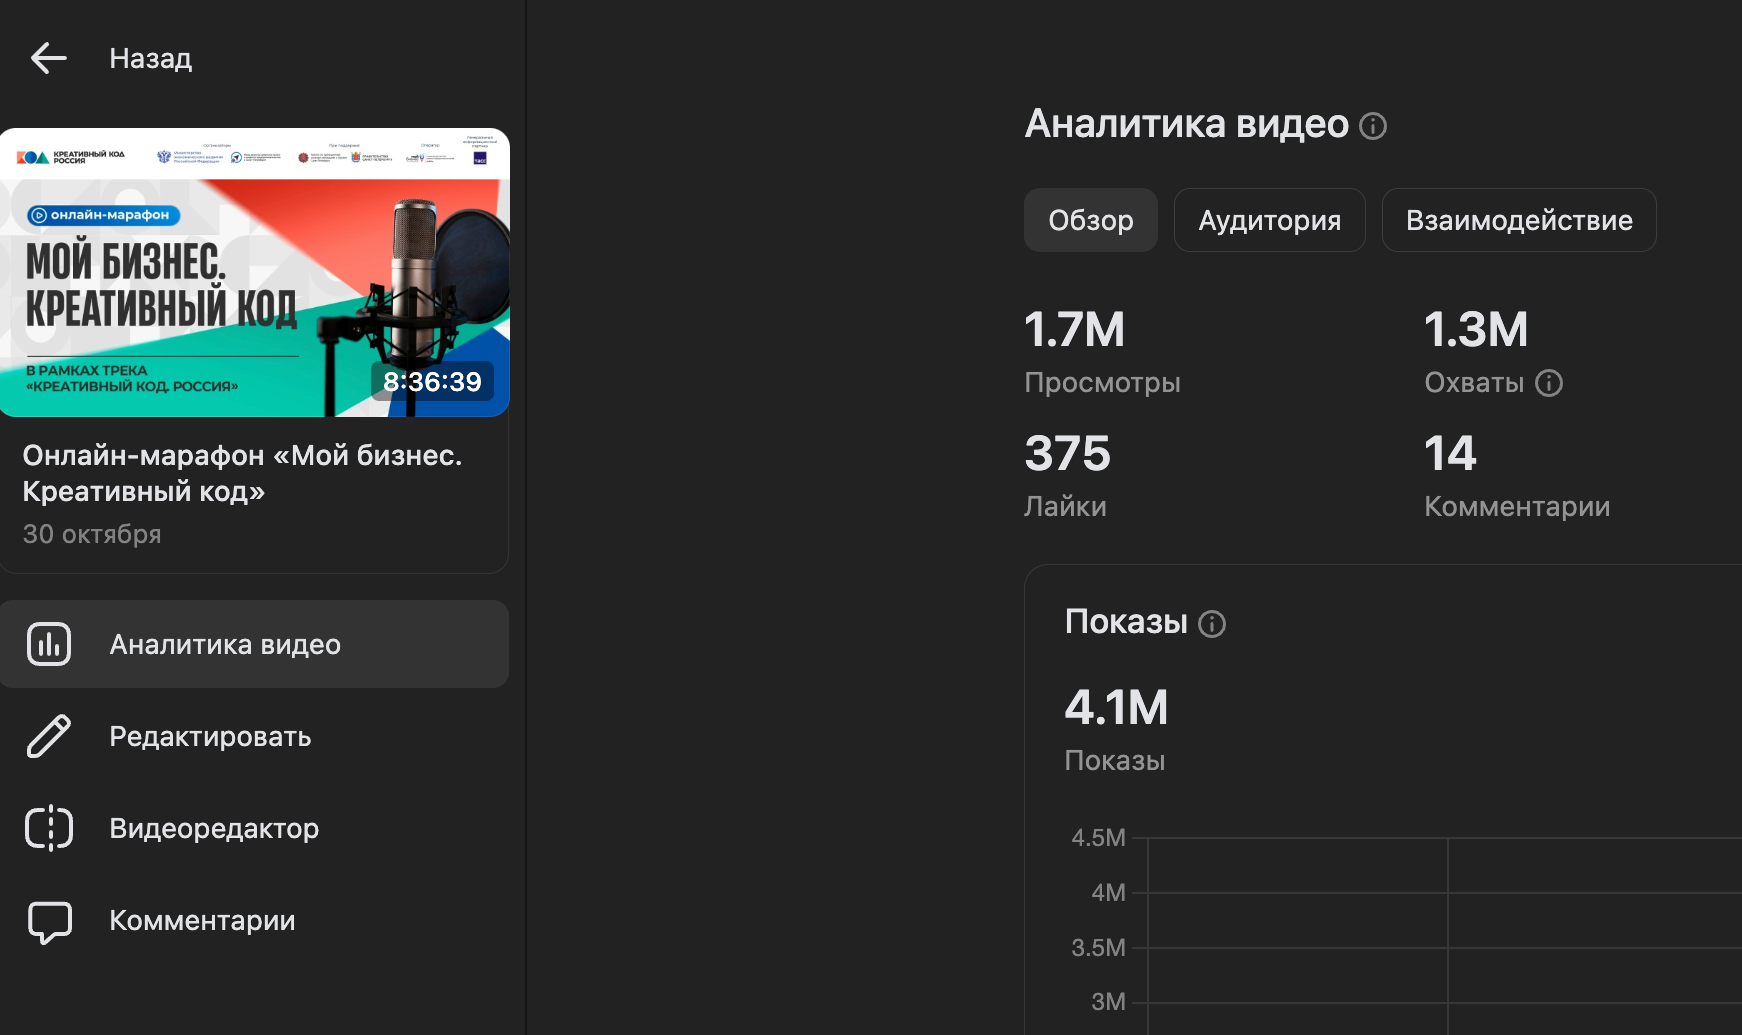 Назад
КРЕАТИВНЫЙ КОД
РОССИЯ
тасс
онлайн-марафон
МОЙ БИЗНЕС.
КРЕАТИВНЫЙ КОД
В РАМКАХ ТРЕКА
«КРЕАТИВНЫЙ КОД. РОССИЯ»
8:36:39
Онлайн-марафон «Мой бизнес.
Креативный код»
30 октября
Аналитика видео
Редактировать
Видеоредактор
Комментарии
Аналитика видео
Обзор Аудитория Взаимодействие
1.7M 1.3M
Просмотры Охваты
375 14
Лайки Комментарии
Показы
4.1M
Показы
4.5M
4M
3.5M
3M